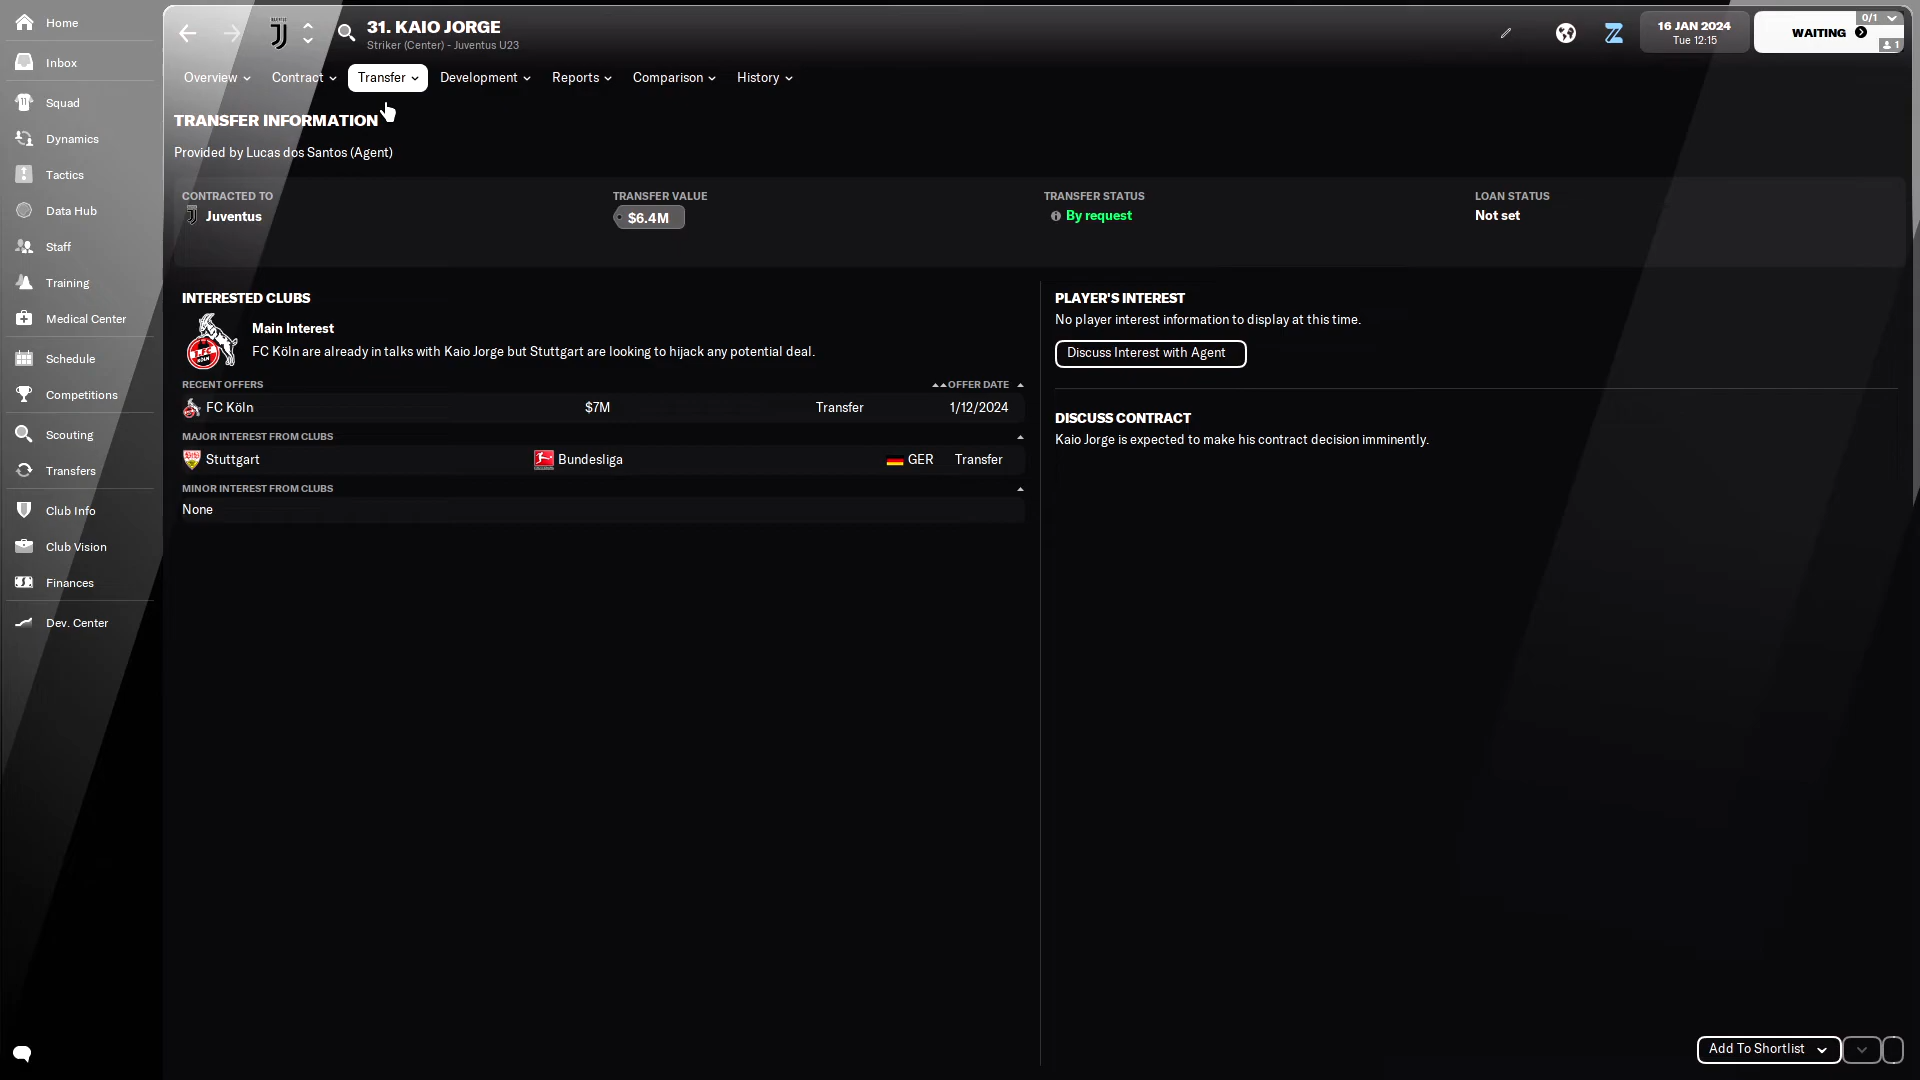 Home
Inbox
Squad
Dynamics
Tactics
Data Hub
Staff
Training
Medical Center
Schedule
Competitions
Scouting
Transfers
Club Info
Club Vision
Finances
Dev. Center
31. KAIO JORGE
Striker (Center) - Juventus U23
16 JAN 2024
Tue 12:15
0/1
WAITING
1
Overview
Contract
Transfer
Development
Reports
Comparison
History
TRANSFER INFORMATION
Provided by Lucas dos Santos (Agent)
CONTRACTED TO
Juventus
TRANSFER VALUE
$6.4M
TRANSFER STATUS
By request
LOAN STATUS
Not set
INTERESTED CLUBS
Main Interest
FC Köln are already in talks with Kaio Jorge but Stuttgart are looking to hijack any potential deal.
RECENT OFFERS OFFER DATE
FC Köln $7M Transfer 1/12/2024
MAJOR INTEREST FROM CLUBS
Stuttgart Bundesliga GER Transfer
MINOR INTEREST FROM CLUBS
None
PLAYER'S INTEREST
No player interest information to display at this time.
Discuss Interest with Agent
DISCUSS CONTRACT
Kaio Jorge is expected to make his contract decision imminently.
Add To Shortlist